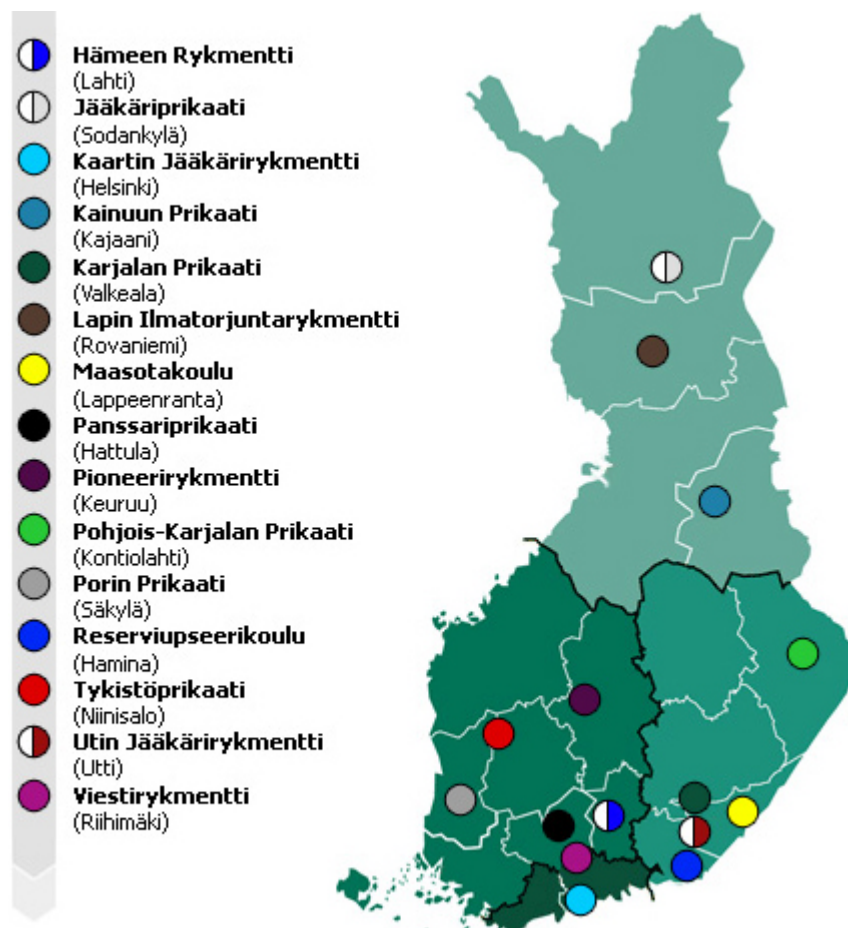 Hämeen Rykmentti
(Lahti)
Jääkäriprikaati
(Sodankylä)
Kaartin Jääkärirykmentti
(Helsinki)
Kainuun Prikaati
(Kajaani)
Karjalan Prikaati
(Valkeala)
Lapin Ilmatorjuntarykmentti
(Rovaniemi)
Maasotakoulu
(Lappeenranta)
Panssariprikaati
(Hattula)
Pioneerirykmentti
(Keuruu)
Pohjois-Karjalan Prikaati
(Kontiolahti)
Porin Prikaati
(Säkylä)
Reserviupseerikoulu
(Hamina)
Tykistöprikaati
(Niinisalo)
Utin Jääkärirykmentti
(Utti)
Viestirykmentti
(Riihimäki)